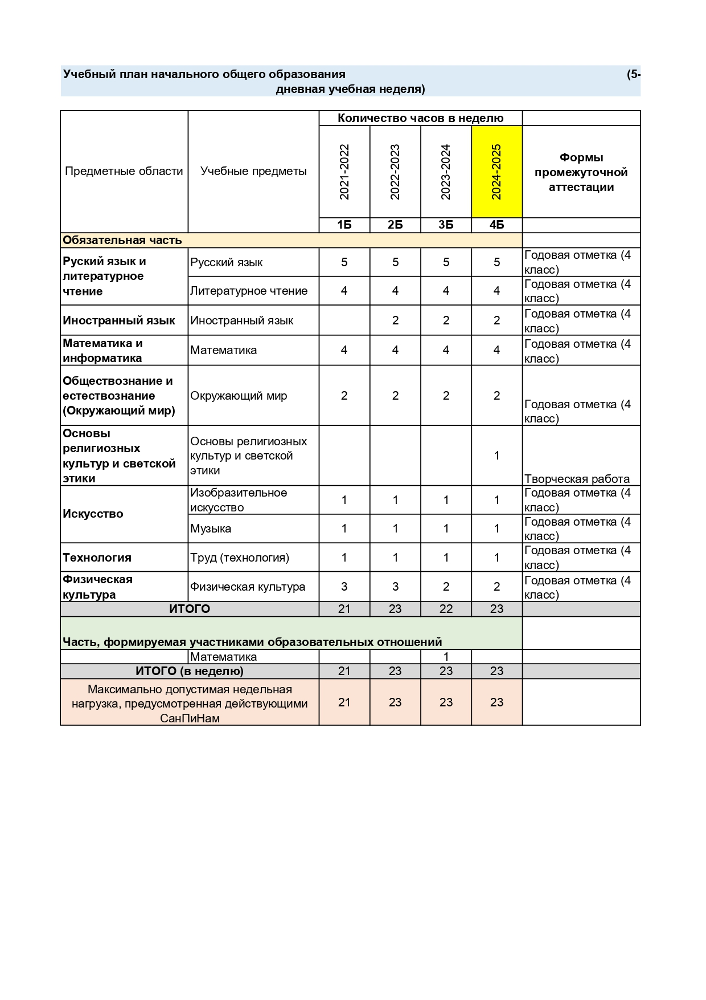 Учебный план начального общего образования (5-
дневная учебная неделя)
Количество часов в неделю
Предметные области Учебные предметы 2021-2022 2022-2023 2023-2024 2024-2025 Формы
промежуточной
аттестации
1Б 2Б 3Б 4Б
Обязательная часть
Руский язык и
литературное
чтение
Русский язык 5 5 5 5 Годовая отметка (4
класс)
Литературное чтение 4 4 4 4 Годовая отметка (4
класс)
Иностранный язык Иностранный язык 2 2 2 Годовая отметка (4
класс)
Математика и
информатика
Математика 4 4 4 4 Годовая отметка (4
класс)
Обществознание и
естествознание
(Окружающий мир)
Окружающий мир 2 2 2 2 Годовая отметка (4
класс)
Основы
религиозных
культур и светской
этики
Основы религиозных
культур и светской
этики
1 Творческая работа
Искусство
Изобразительное
искусство
1 1 1 1 Годовая отметка (4
класс)
Музыка 1 1 1 1 Годовая отметка (4
класс)
Технология Труд (технология) 1 1 1 1 Годовая отметка (4
класс)
Физическая
культура
Физическая культура 3 3 2 2 Годовая отметка (4
класс)
ИТОГО 21 23 22 23
Часть, формируемая участниками образовательных отношений
Математика 1
ИТОГО (в неделю) 21 23 23 23
Максимально допустимая недельная
нагрузка, предусмотренная действующими
СанПиНам
21 23 23 23